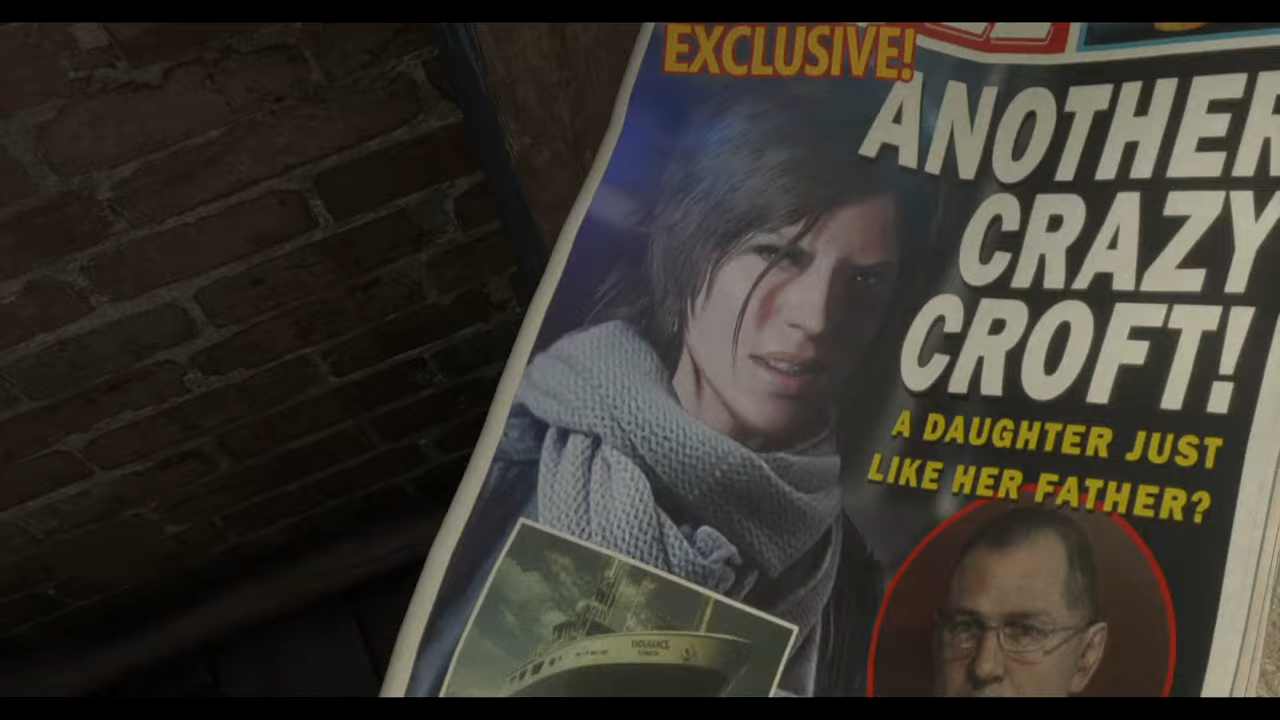 EXCLUSIVE!
ANOTHER
CRAZY
CROFT!
A DAUGHTER JUST
LIKE HER FATHER?
ENDURANCE